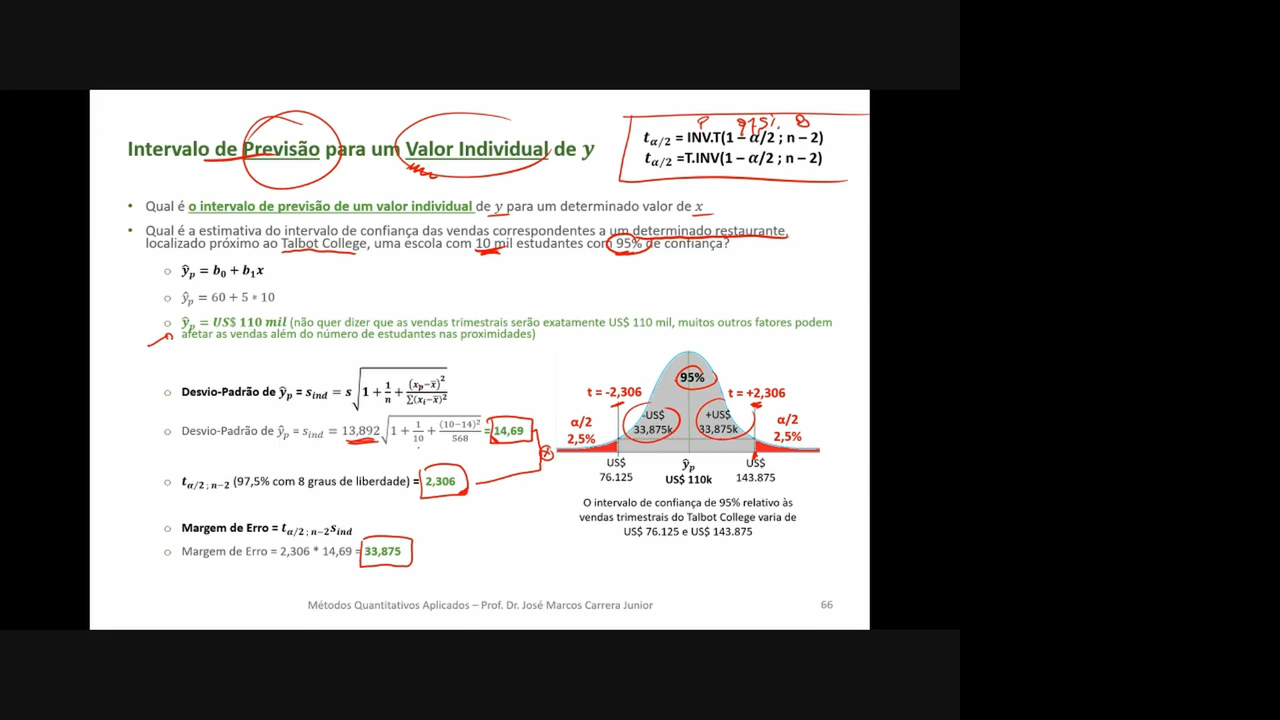 Intervalo de Previsão para um Valor Individual de y
t α/2 = INV.T(1 – α/2 ; n – 2)
t α/2 =T.INV(1 – α/2 ; n – 2)
• Qual é o intervalo de previsão de um valor individual de y para um determinado valor de x
• Qual é a estimativa do intervalo de confiança das vendas correspondentes a um determinado restaurante,
localizado próximo ao Talbot College, uma escola com 10 mil estudantes com 95% de confiança?
○ ŷₚ = b₀ + b₁x
○ ŷₚ = 60 + 5 * 10
○ ŷₚ = US$ 110 mil (não quer dizer que as vendas trimestrais serão exatamente US$ 110 mil, muitos outros fatores podem
afetar as vendas além do número de estudantes nas proximidades)
○ Desvio-Padrão de ŷₚ = s_ind = s √(1 + 1/n + (xₚ–x̄)²/Σ(xᵢ–x̄)²)
○ Desvio-Padrão de ŷₚ = s_ind = 13,892 √(1 + 1/10 + (10–14)²/568) = 14,69
○ t α/2 ; n–2 (97,5% com 8 graus de liberdade) = 2,306
○ Margem de Erro = t α/2 ; n–2 s_ind
○ Margem de Erro = 2,306 * 14,69 = 33,875
95%
t = -2,306
t = +2,306
α/2
2,5%
-US$
33,875k
+US$
33,875k
α/2
2,5%
US$
76.125
ŷₚ
US$ 110k
US$
143.875
O intervalo de confiança de 95% relativo às
vendas trimestrais do Talbot College varia de
US$ 76.125 e US$ 143.875
Métodos Quantitativos Aplicados – Prof. Dr. José Marcos Carrera Junior
66